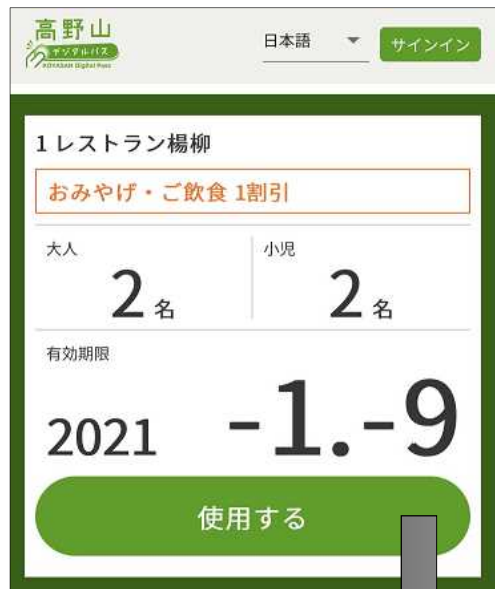 高野山
デジタルパス
KOYASAN Digital Pass
日本語
サインイン
1 レストラン楊柳
おみやげ・ご飲食 1割引
大人
小児
2 名
2 名
有効期限
2021 -1.-9
使用する